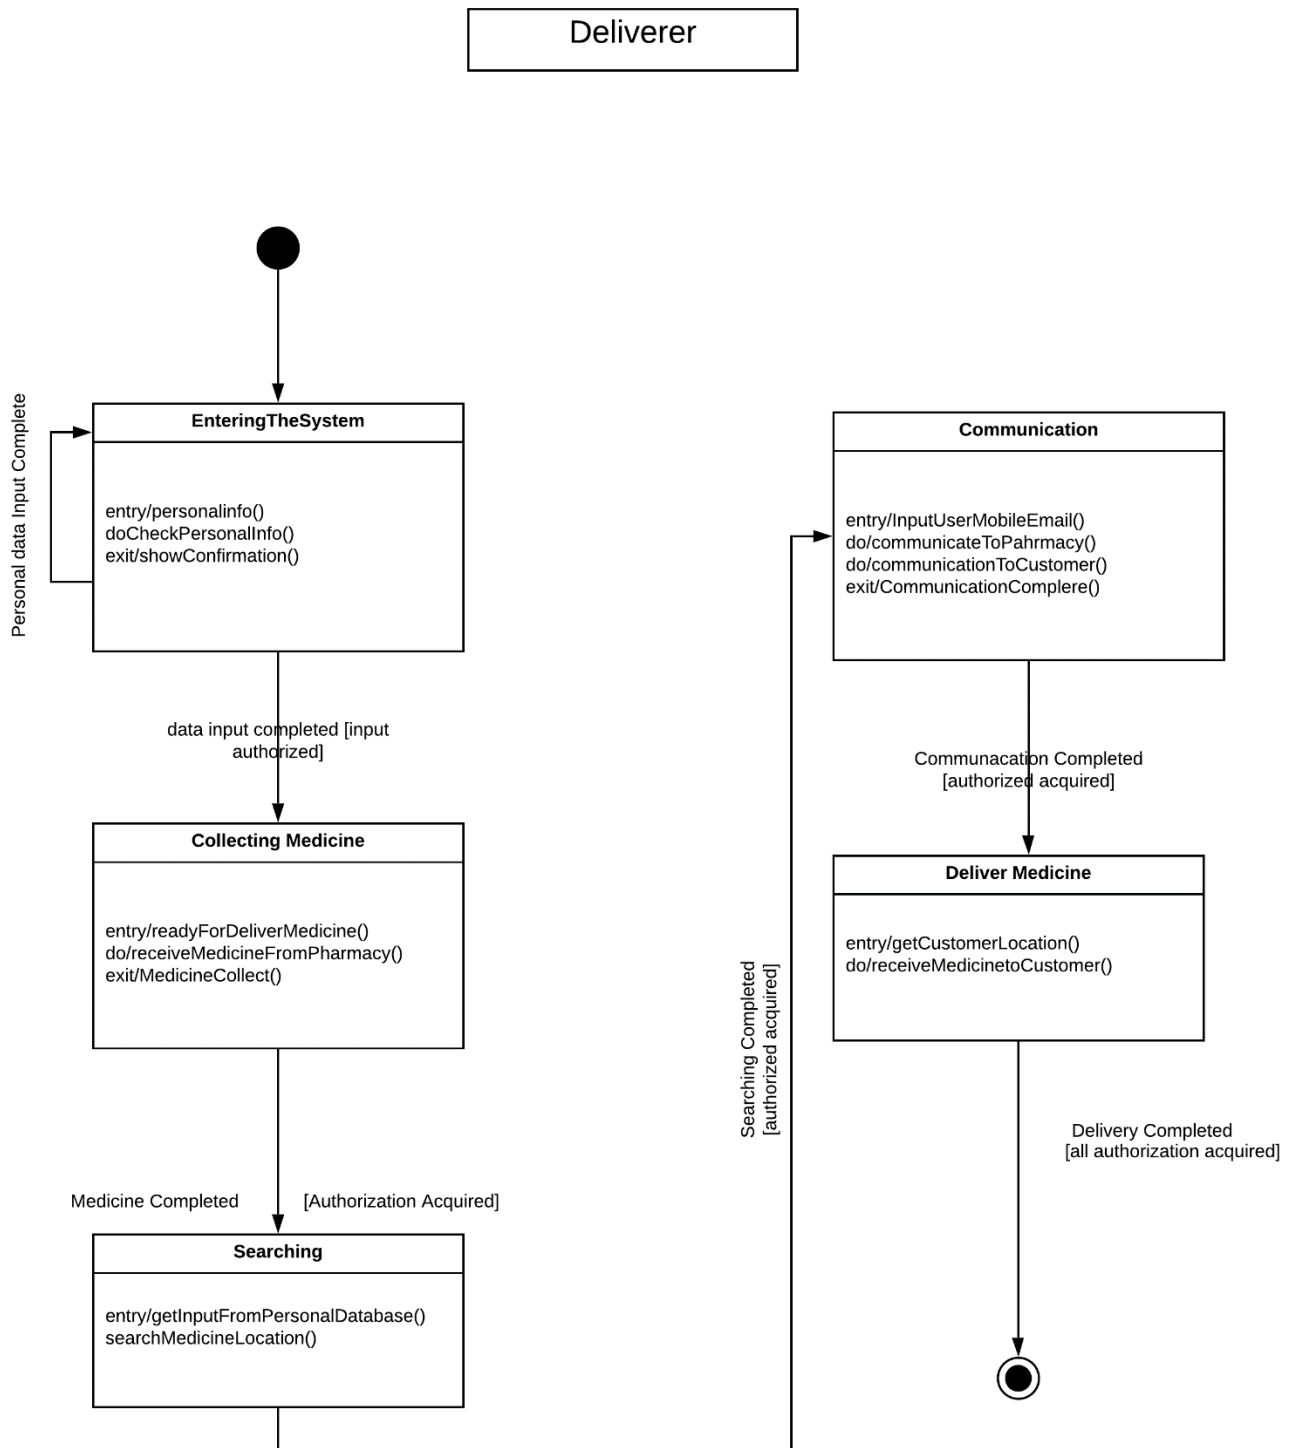 Deliverer
Personal data Input Complete
EnteringTheSystem
entry/personalinfo()
doCheckPersonalInfo()
exit/showConfirmation()
data input completed [input
authorized]
Collecting Medicine
entry/readyForDeliverMedicine()
do/receiveMedicineFromPharmacy()
exit/MedicineCollect()
Medicine Completed [Authorization Acquired]
Searching
entry/getInputFromPersonalDatabase()
searchMedicineLocation()
Searching Completed
[authorized acquired]
Communication
entry/InputUserMobileEmail()
do/communicateToPahrmacy()
do/communicationToCustomer()
exit/CommunicationComplere()
Communacation Completed
[authorized acquired]
Deliver Medicine
entry/getCustomerLocation()
do/receiveMedicinetoCustomer()
Delivery Completed
[all authorization acquired]